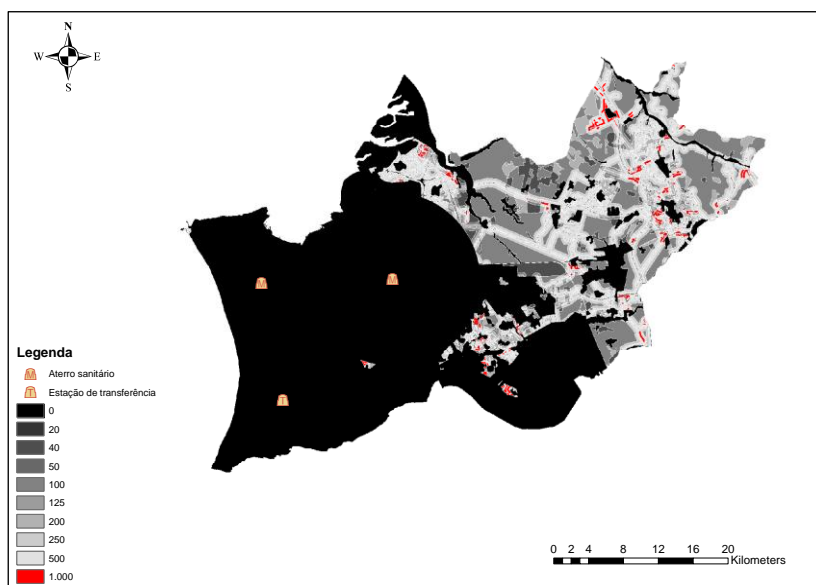 N
W E
S
Legenda
M Aterro sanitário
T Estação de transferência
0
20
40
50
100
125
200
250
500
1.000
M
M
T
0 2 4 8 12 16 20
Kilometers